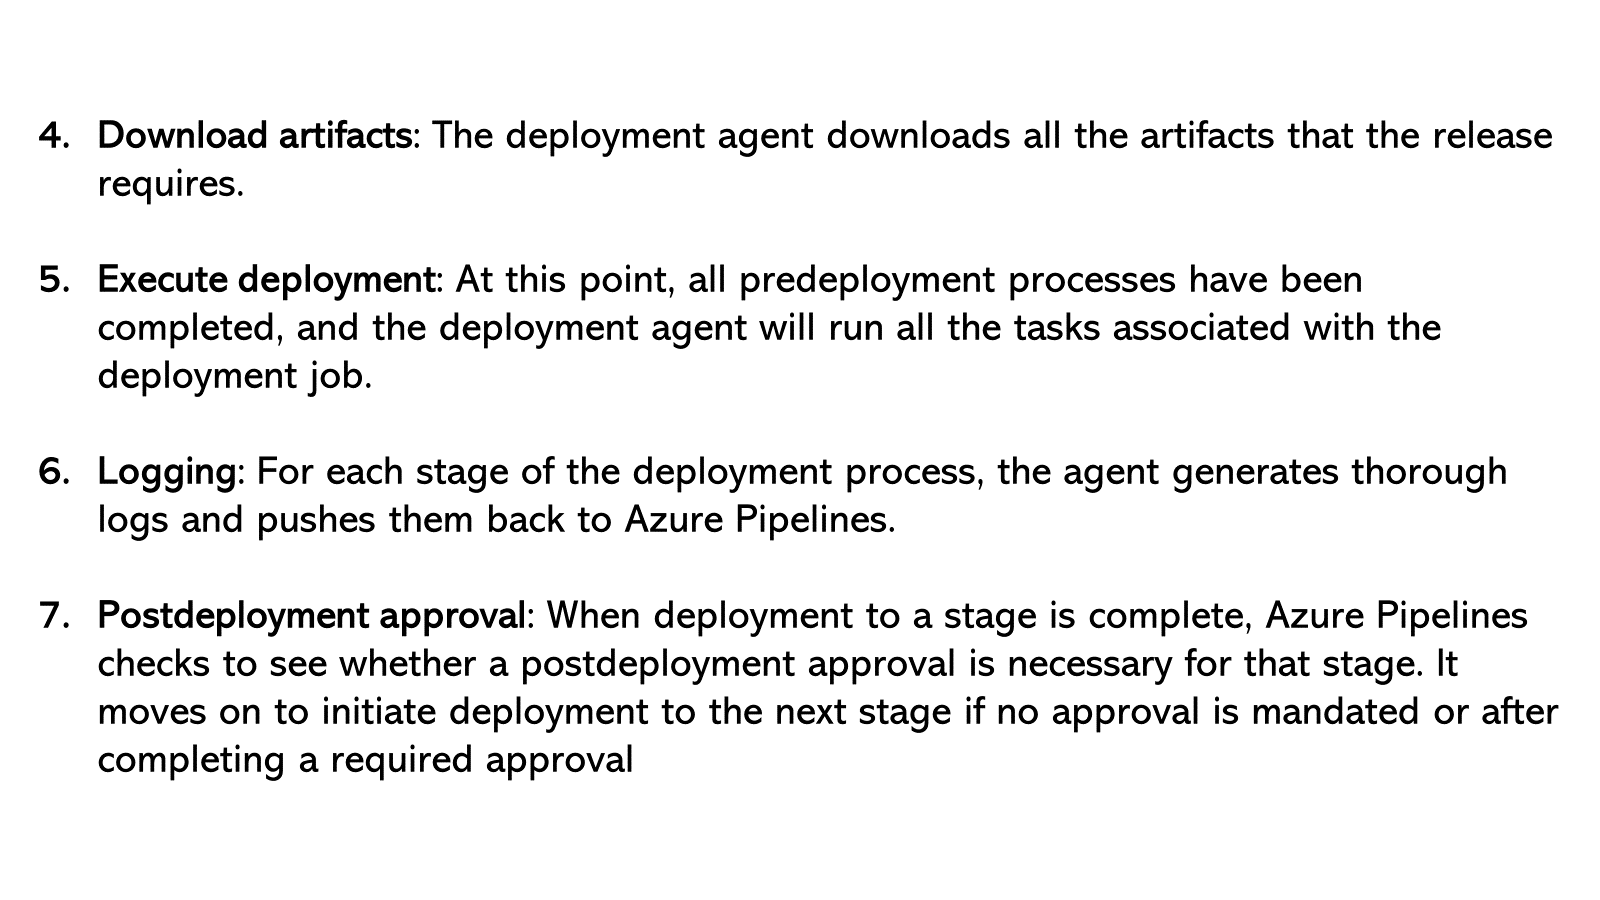 4. Download artifacts: The deployment agent downloads all the artifacts that the release
requires.
5. Execute deployment: At this point, all predeployment processes have been
completed, and the deployment agent will run all the tasks associated with the
deployment job.
6. Logging: For each stage of the deployment process, the agent generates thorough
logs and pushes them back to Azure Pipelines.
7. Postdeployment approval: When deployment to a stage is complete, Azure Pipelines
checks to see whether a postdeployment approval is necessary for that stage. It
moves on to initiate deployment to the next stage if no approval is mandated or after
completing a required approval